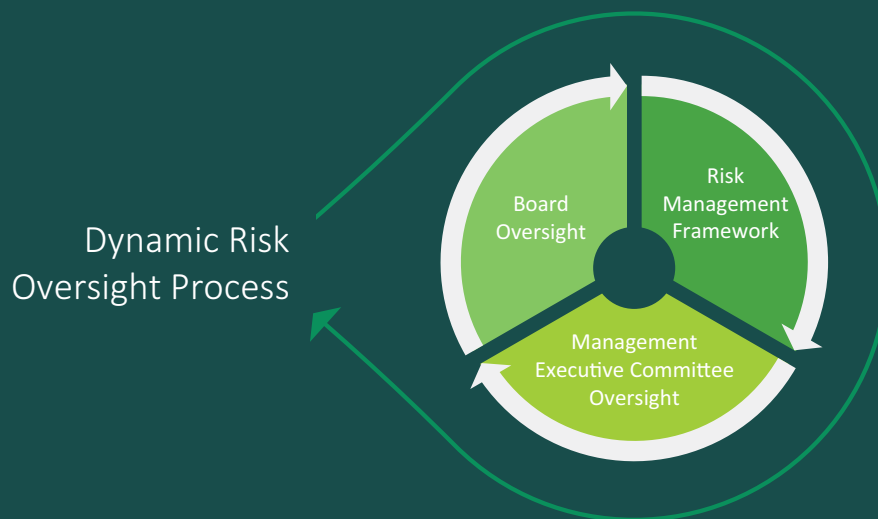 Dynamic Risk
Oversight Process
Board
Oversight
Risk
Management
Framework
Management
Executive Committee
Oversight